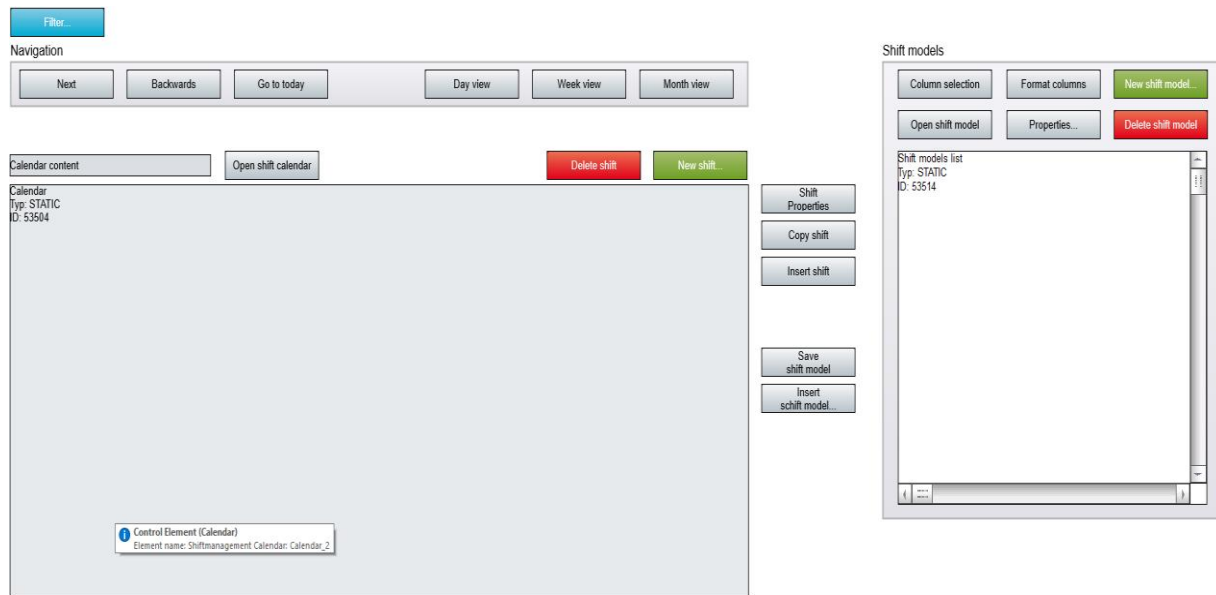 Filter...
Navigation
Shift models
Next
Backwards
Go to today
Day view
Week view
Month view
Column selection
Format columns
New shift model...
Open shift model
Properties...
Delete shift model
Calendar content
Open shift calendar
Delete shift
New shift...
Calendar
Typ: STATIC
ID: 53504
Shift
Properties
Copy shift
Insert shift
Save
shift model
Insert
schift model...
Shift models list
Typ: STATIC
ID: 53514
Control Element (Calendar)
Element name: Shiftmanagement Calendar: Calendar_2